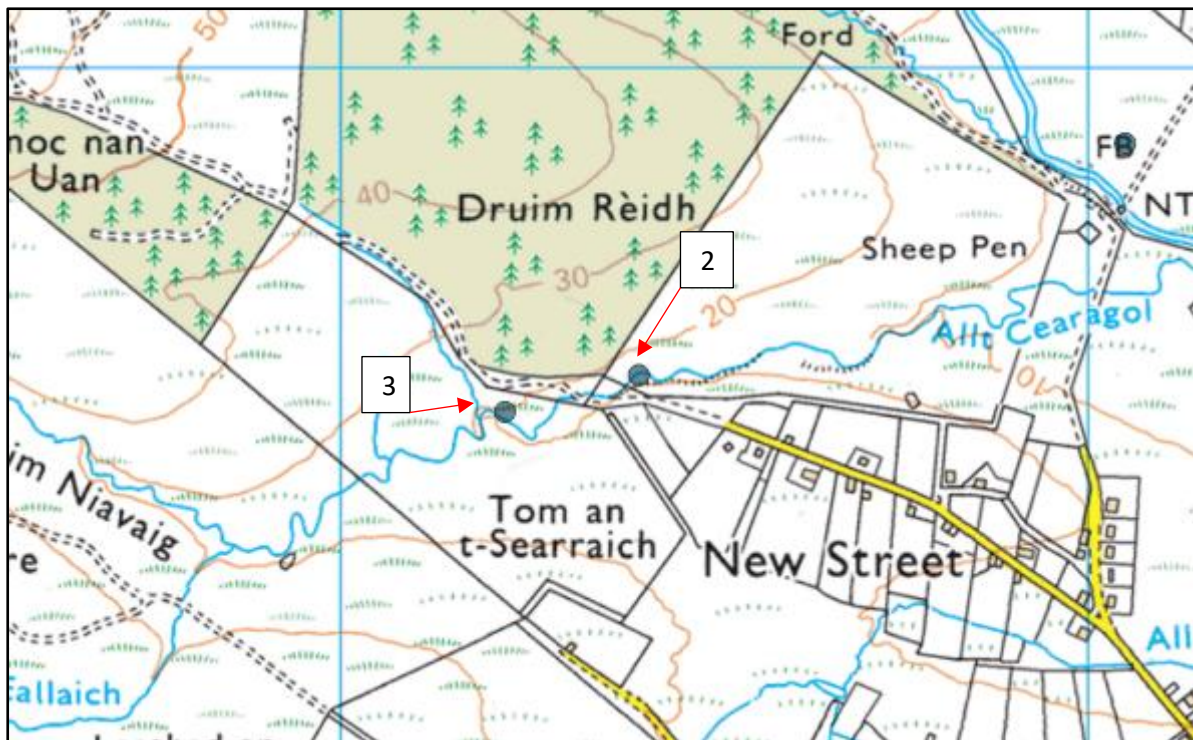 50
Ford
noc nan
Uan
FB
40
Druim Rèidh
NT
Sheep Pen
2
30
20
Allt Cearagol
3
10
im Niavaig
Tom an
t-Searraich
New Street
re
All
allaich